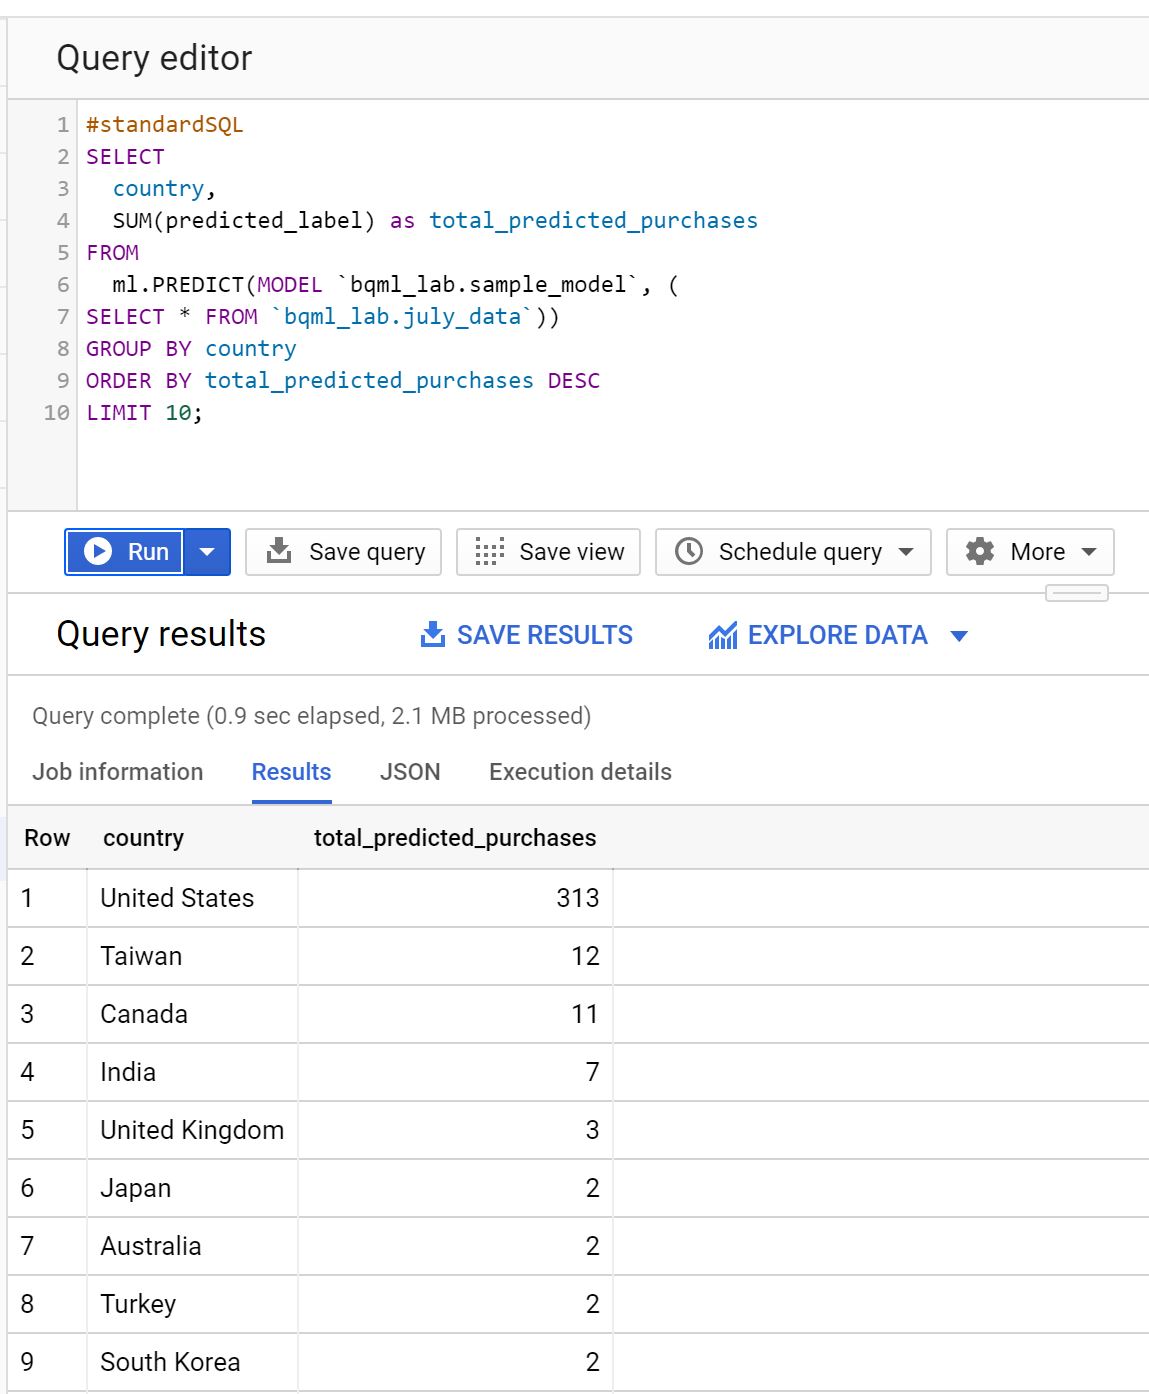 Query editor
1 #standardSQL
2 SELECT
3 country,
4 SUM(predicted_label) as total_predicted_purchases
5 FROM
6 ml.PREDICT(MODEL `bqml_lab.sample_model`, (
7 SELECT * FROM `bqml_lab.july_data`))
8 GROUP BY country
9 ORDER BY total_predicted_purchases DESC
10 LIMIT 10;
Run Save query Save view Schedule query More
Query results SAVE RESULTS EXPLORE DATA
Query complete (0.9 sec elapsed, 2.1 MB processed)
Job information Results JSON Execution details
Row country total_predicted_purchases
1 United States 313
2 Taiwan 12
3 Canada 11
4 India 7
5 United Kingdom 3
6 Japan 2
7 Australia 2
8 Turkey 2
9 South Korea 2